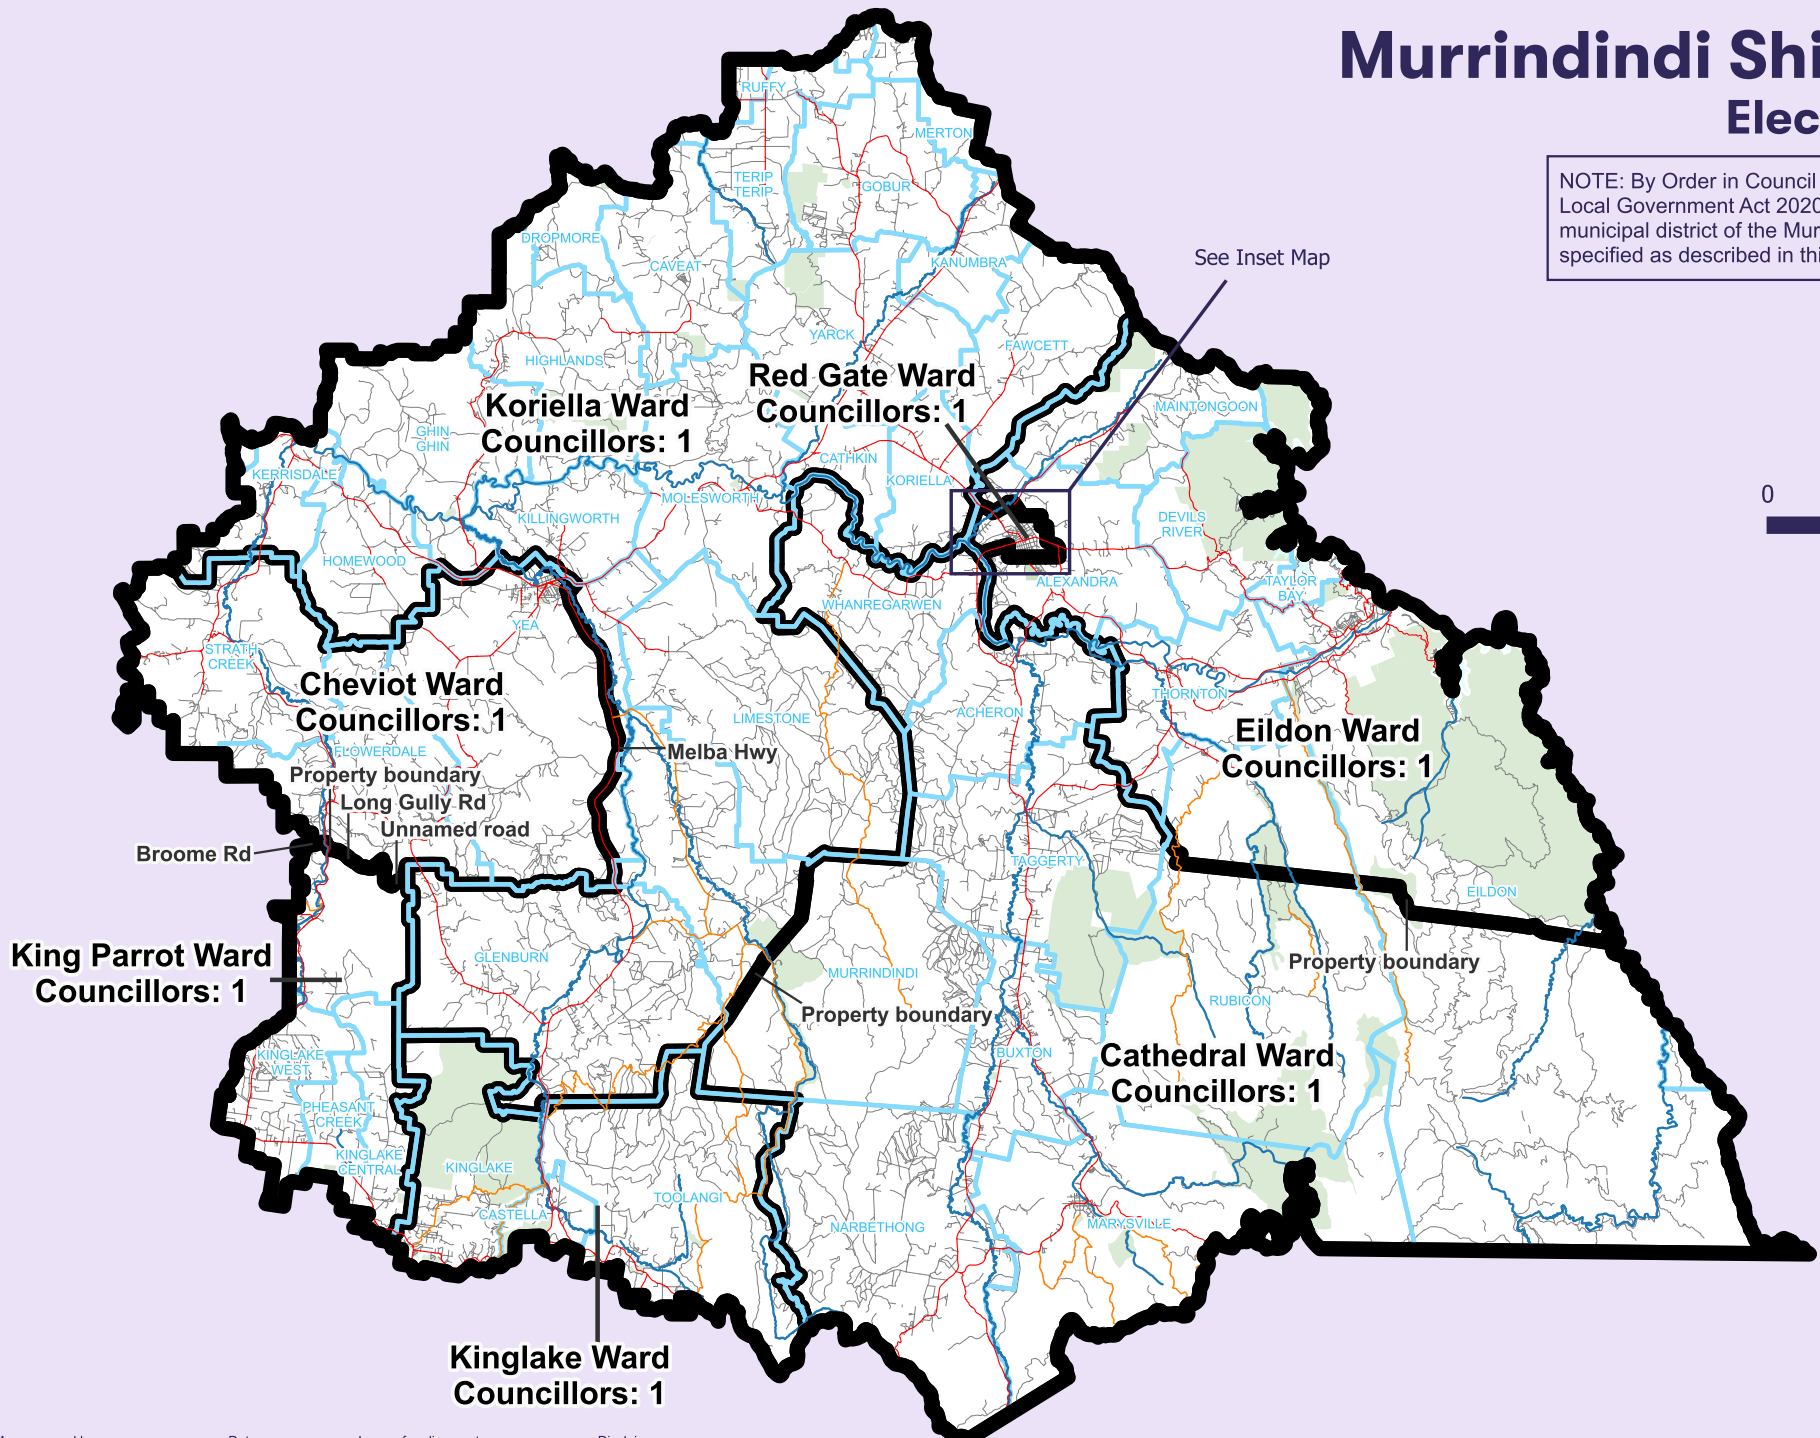 Murrindindi Shi
Elec
NOTE: By Order in Council
Local Government Act 2020
municipal district of the Mur
specified as described in thi
See Inset Map
0
RUFFY
MERTON
TERIP
TERIP
GOBUR
DROPMORE
CAVEAT
KANUMBRA
YARCK
FAWCETT
HIGHLANDS
Red Gate Ward
Councillors: 1
Koriella Ward
Councillors: 1
MAINTONGOON
GHIN
GHIN
CATHKIN
KERRISDALE
KORIELLA
MOLESWORTH
KILLINGWORTH
DEVILS
RIVER
HOMEWOOD
ALEXANDRA
TAYLOR
BAY
WHANREGARWEN
YEA
STRATH
CREEK
Cheviot Ward
Councillors: 1
THORNTON
ACHERON
LIMESTONE
Eildon Ward
Councillors: 1
FLOWERDALE
Melba Hwy
Property boundary
Long Gully Rd
Unnamed road
Broome Rd
TAGGERTY
EILDON
King Parrot Ward
Councillors: 1
GLENBURN
MURRINDINDI
Property boundary
RUBICON
Property boundary
KINGLAKE
WEST
BUXTON
Cathedral Ward
Councillors: 1
PHEASANT
CREEK
KINGLAKE
CENTRAL
KINGLAKE
TOOLANGI
CASTELLA
NARBETHONG
MARYSVILLE
Kinglake Ward
Councillors: 1